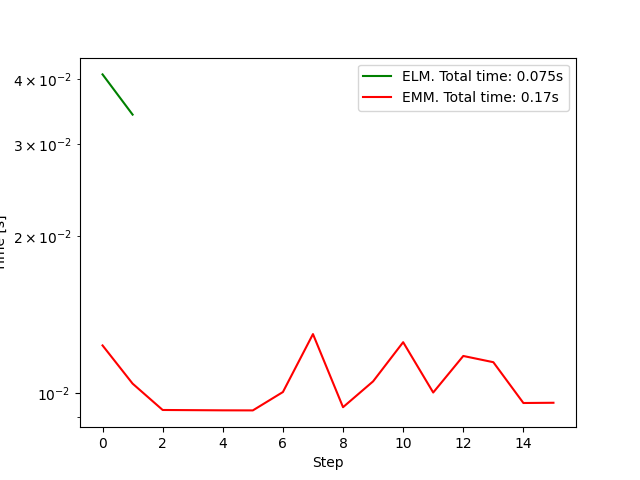 ELM. Total time: 0.075s
EMM. Total time: 0.17s
4 × 10⁻²
3 × 10⁻²
2 × 10⁻²
10⁻²
0 2 4 6 8 10 12 14
Step